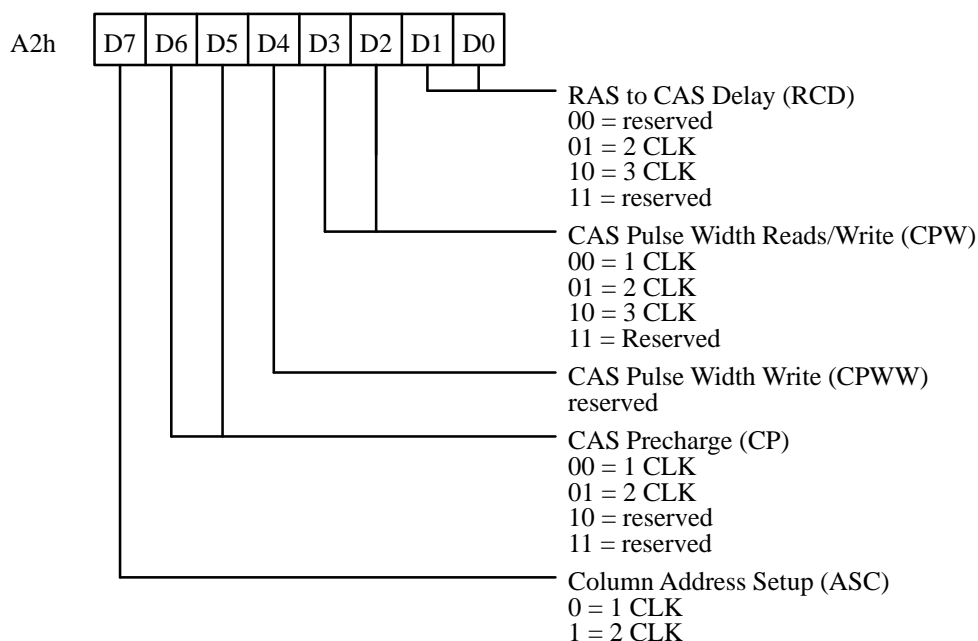 A2h D7 D6 D5 D4 D3 D2 D1 D0
RAS to CAS Delay (RCD)
00 = reserved
01 = 2 CLK
10 = 3 CLK
11 = reserved
CAS Pulse Width Reads/Write (CPW)
00 = 1 CLK
01 = 2 CLK
10 = 3 CLK
11 = Reserved
CAS Pulse Width Write (CPWW)
reserved
CAS Precharge (CP)
00 = 1 CLK
01 = 2 CLK
10 = reserved
11 = reserved
Column Address Setup (ASC)
0 = 1 CLK
1 = 2 CLK